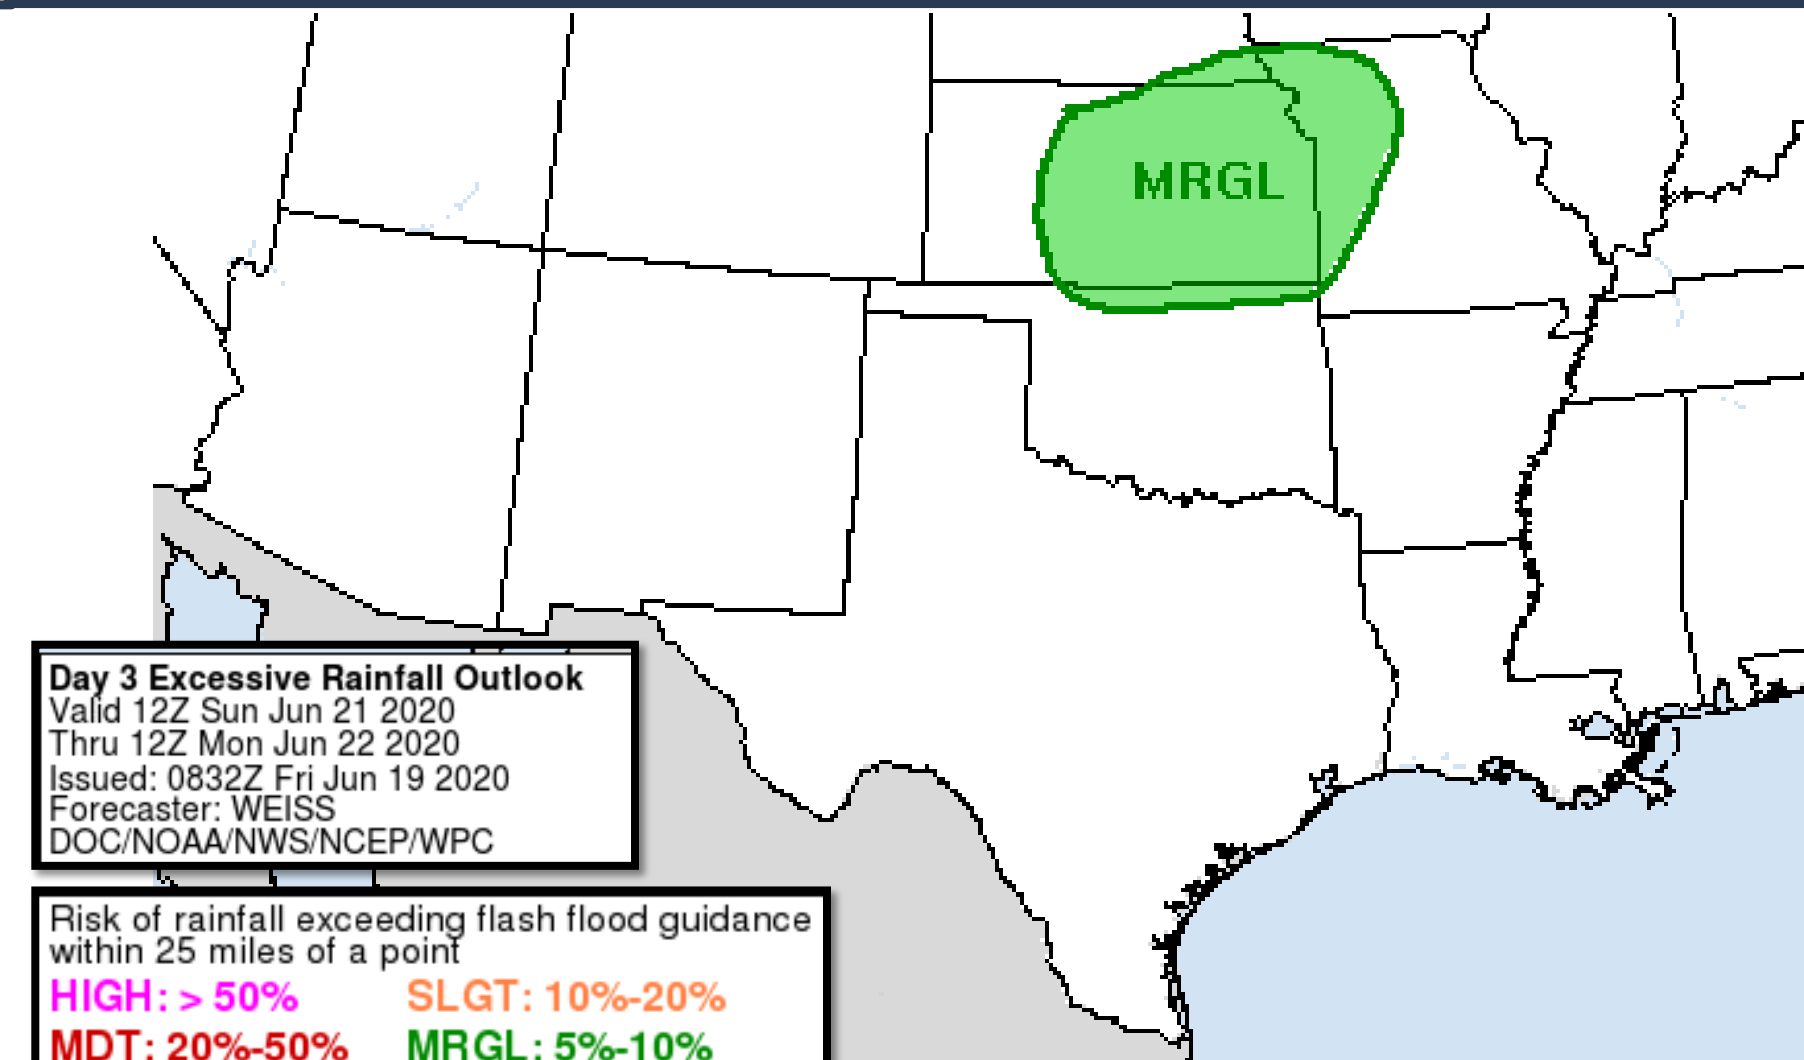 MRGL
Day 3 Excessive Rainfall Outlook
Valid 12Z Sun Jun 21 2020
Thru 12Z Mon Jun 22 2020
Issued: 0832Z Fri Jun 19 2020
Forecaster: WEISS
DOC/NOAA/NWS/NCEP/WPC
Risk of rainfall exceeding flash flood guidance
within 25 miles of a point
HIGH: > 50% SLGT: 10%-20%
MDT: 20%-50% MRGL: 5%-10%